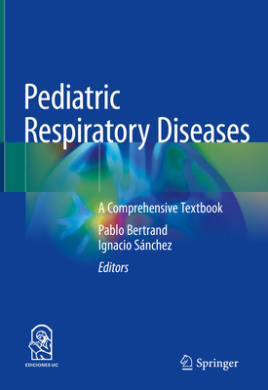 Pediatric
Respiratory Diseases
A Comprehensive Textbook
Pablo Bertrand
Ignacio Sánchez
Editors
EDICIONES UC
Springer